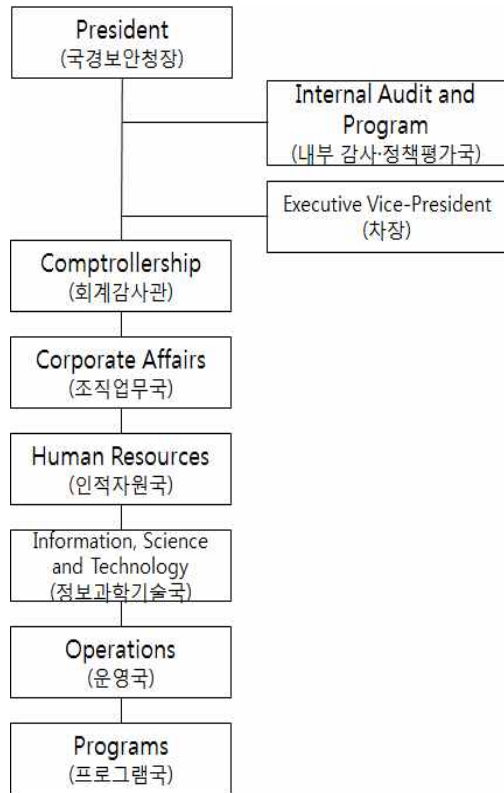 President
(국경보안청장)
Internal Audit and
Program
(내부 감사·정책평가국)
Executive Vice-President
(차장)
Comptrollership
(회계감사관)
Corporate Affairs
(조직업무국)
Human Resources
(인적자원국)
Information, Science
and Technology
(정보과학기술국)
Operations
(운영국)
Programs
(프로그램국)